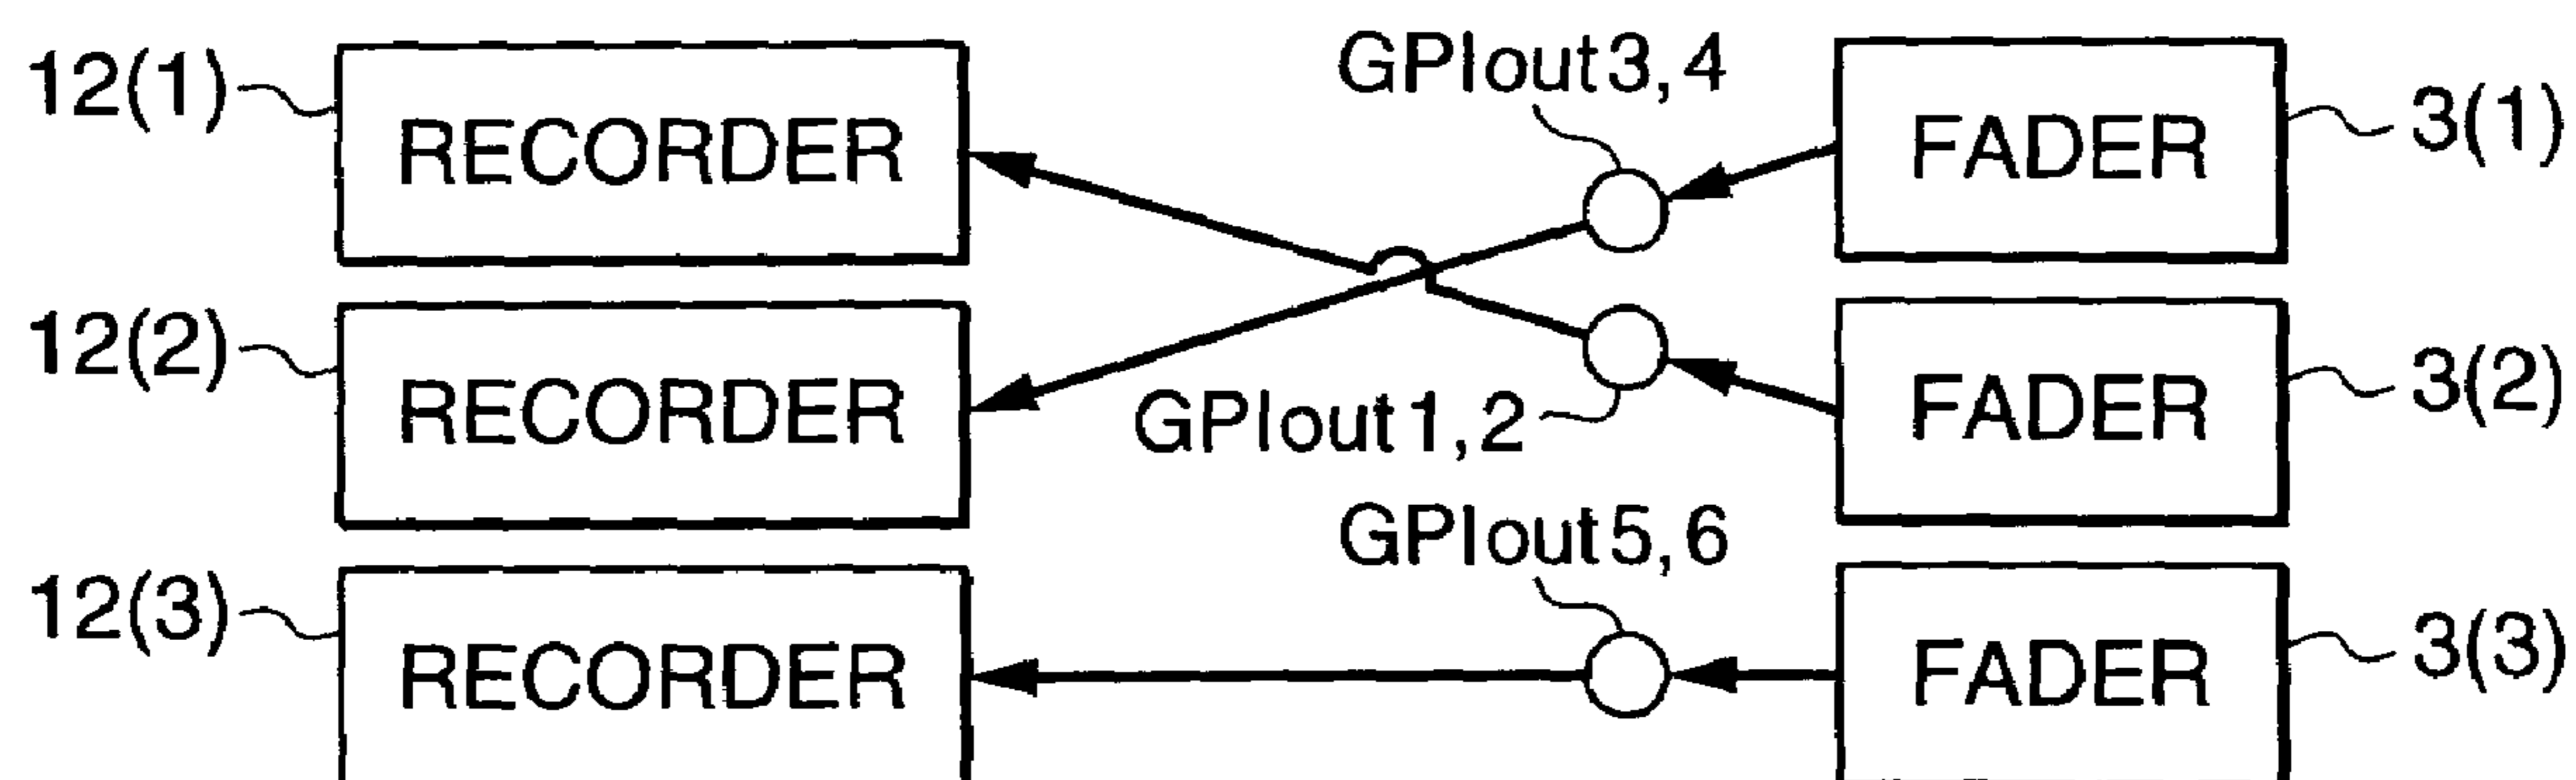 12(1)
RECORDER
GPIout3,4
FADER
3(1)
12(2)
RECORDER
GPIout1,2
FADER
3(2)
12(3)
RECORDER
GPIout5,6
FADER
3(3)